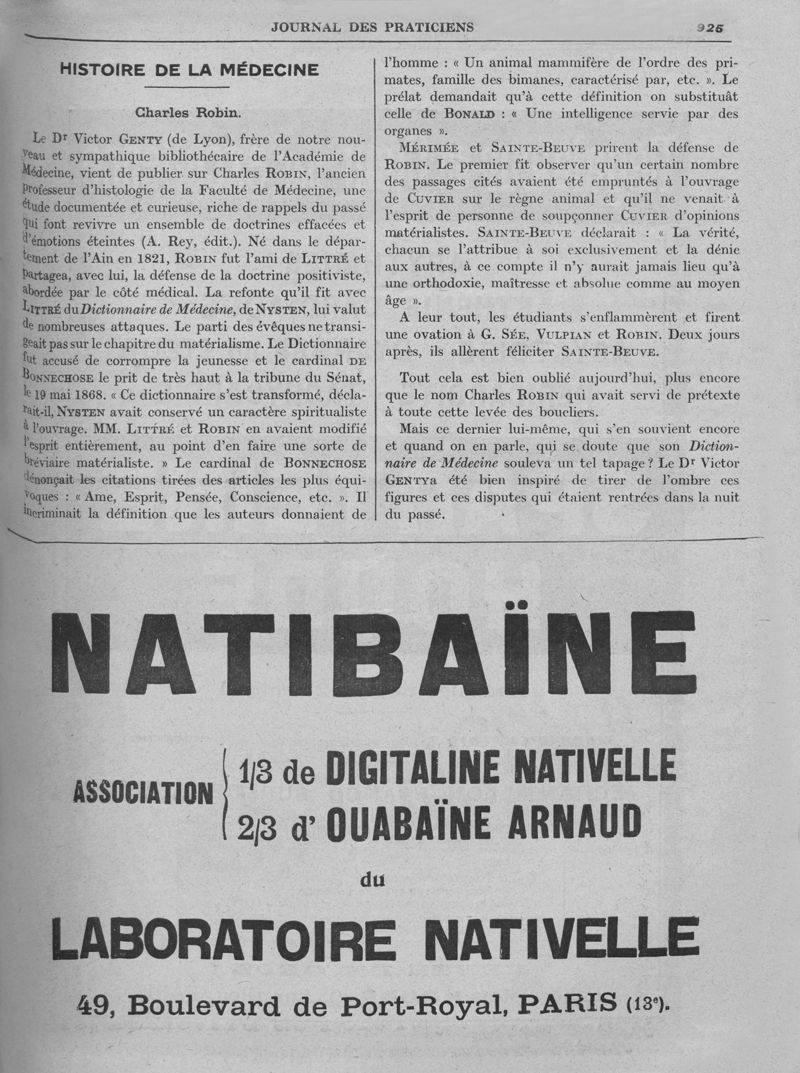 JOURNAL DES PRATICIENS 925
HISTOIRE DE LA MÉDECINE
Charles Robin.
Le Dr Victor GENTY (de Lyon), frère de notre nou-
veau et sympathique bibliothécaire de l'Académie de
Médecine, vient de publier sur Charles ROBIN, l'ancien
professeur d'histologie de la Faculté de Médecine, une
étude documentée et curieuse, riche de rappels du passé
qui font revivre un ensemble de doctrines effacées et
d'émotions éteintes (A. Rey, édit.). Né dans le dépar-
tement de l'Ain en 1821, ROBIN fut l'ami de LITTRÉ et
partagea, avec lui, la défense de la doctrine positiviste,
abordée par le côté médical. La refonte qu'il fit avec
LITTRÉ du Dictionnaire de Médecine, de NYSTEN, lui valut
de nombreuses attaques. Le parti des évêques ne transi-
geait pas sur le chapitre du matérialisme. Le Dictionnaire
fut accusé de corrompre la jeunesse et le cardinal DE
BONNECHOSE le prit de très haut à la tribune du Sénat,
le 19 mai 1868. « Ce dictionnaire s'est transformé, décla-
rait-il, NYSTEN avait conservé un caractère spiritualiste
à l'ouvrage. MM. LITTRÉ et ROBIN en avaient modifié
l'esprit entièrement, au point d'en faire une sorte de
bréviaire matérialiste. » Le cardinal de BONNECHOSE
dénonçait les citations tirées des articles les plus équi-
voques : « Ame, Esprit, Pensée, Conscience, etc. ». Il
incriminait la définition que les auteurs donnaient de
l'homme : « Un animal mammifère de l'ordre des pri-
mates, famille des bimanes, caractérisé par, etc. ». Le
prélat demandait qu'à cette définition on substituât
celle de BONALD : « Une intelligence servie par des
organes ».
MÉRIMÉE et SAINTE-BEUVE prirent la défense de
ROBIN. Le premier fit observer qu'un certain nombre
des passages cités avaient été empruntés à l'ouvrage
de CUVIER sur le règne animal et qu'il ne venait à
l'esprit de personne de soupçonner CUVIER d'opinions
matérialistes. SAINTE-BEUVE déclarait : « La vérité,
chacun se l'attribue à soi exclusivement et la dénie
aux autres, à ce compte il n'y aurait jamais lieu qu'à
une orthodoxie, maîtresse et absolue comme au moyen
âge ».
A leur tout, les étudiants s'enflammèrent et firent
une ovation à G. SÉE, VULPIAN et ROBIN. Deux jours
après, ils allèrent féliciter SAINTE-BEUVE.
Tout cela est bien oublié aujourd'hui, plus encore
que le nom Charles ROBIN qui avait servi de prétexte
à toute cette levée des boucliers.
Mais ce dernier lui-même, qui s'en souvient encore
et quand on en parle, qui se doute que son Diction-
naire de Médecine souleva un tel tapage ? Le Dr Victor
GENTYa été bien inspiré de tirer de l'ombre ces
figures et ces disputes qui étaient rentrées dans la nuit
du passé.
NATIBAÏNE
ASSOCIATION
1/3 de DIGITALINE NATIVELLE
2/3 d' OUABAÏNE ARNAUD
du
LABORATOIRE NATIVELLE
49, Boulevard de Port-Royal, PARIS (13e).